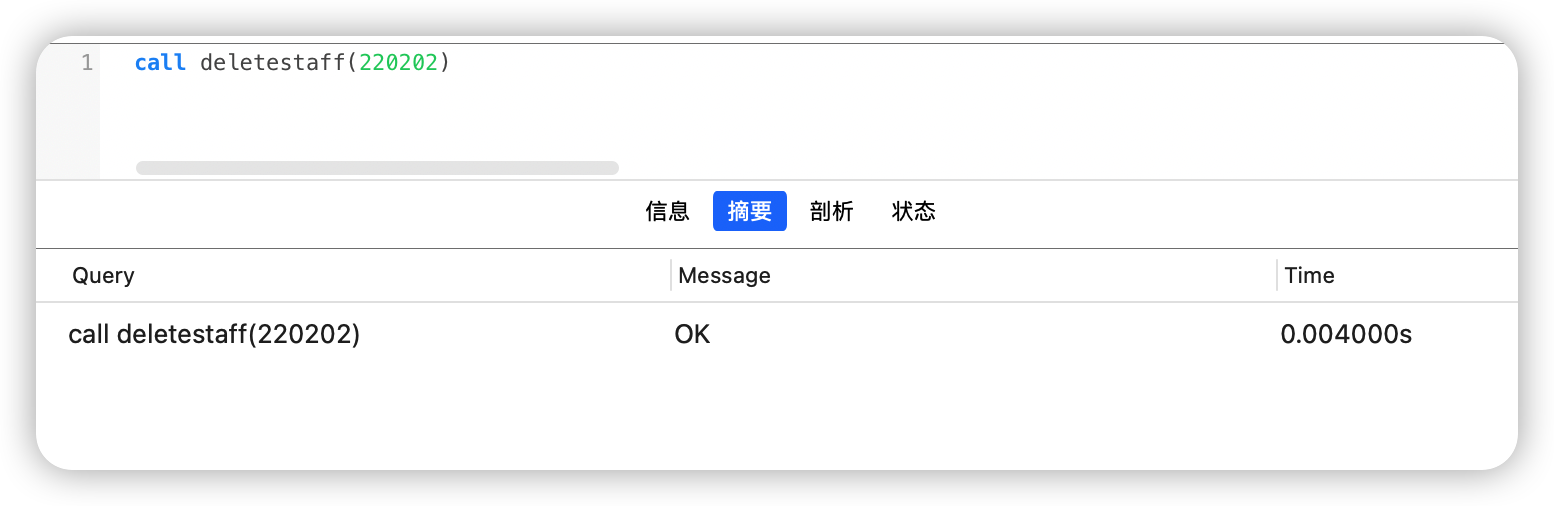 1 call deletestaff(220202)
信息 摘要 剖析 状态
Query Message Time
call deletestaff(220202) OK 0.004000s